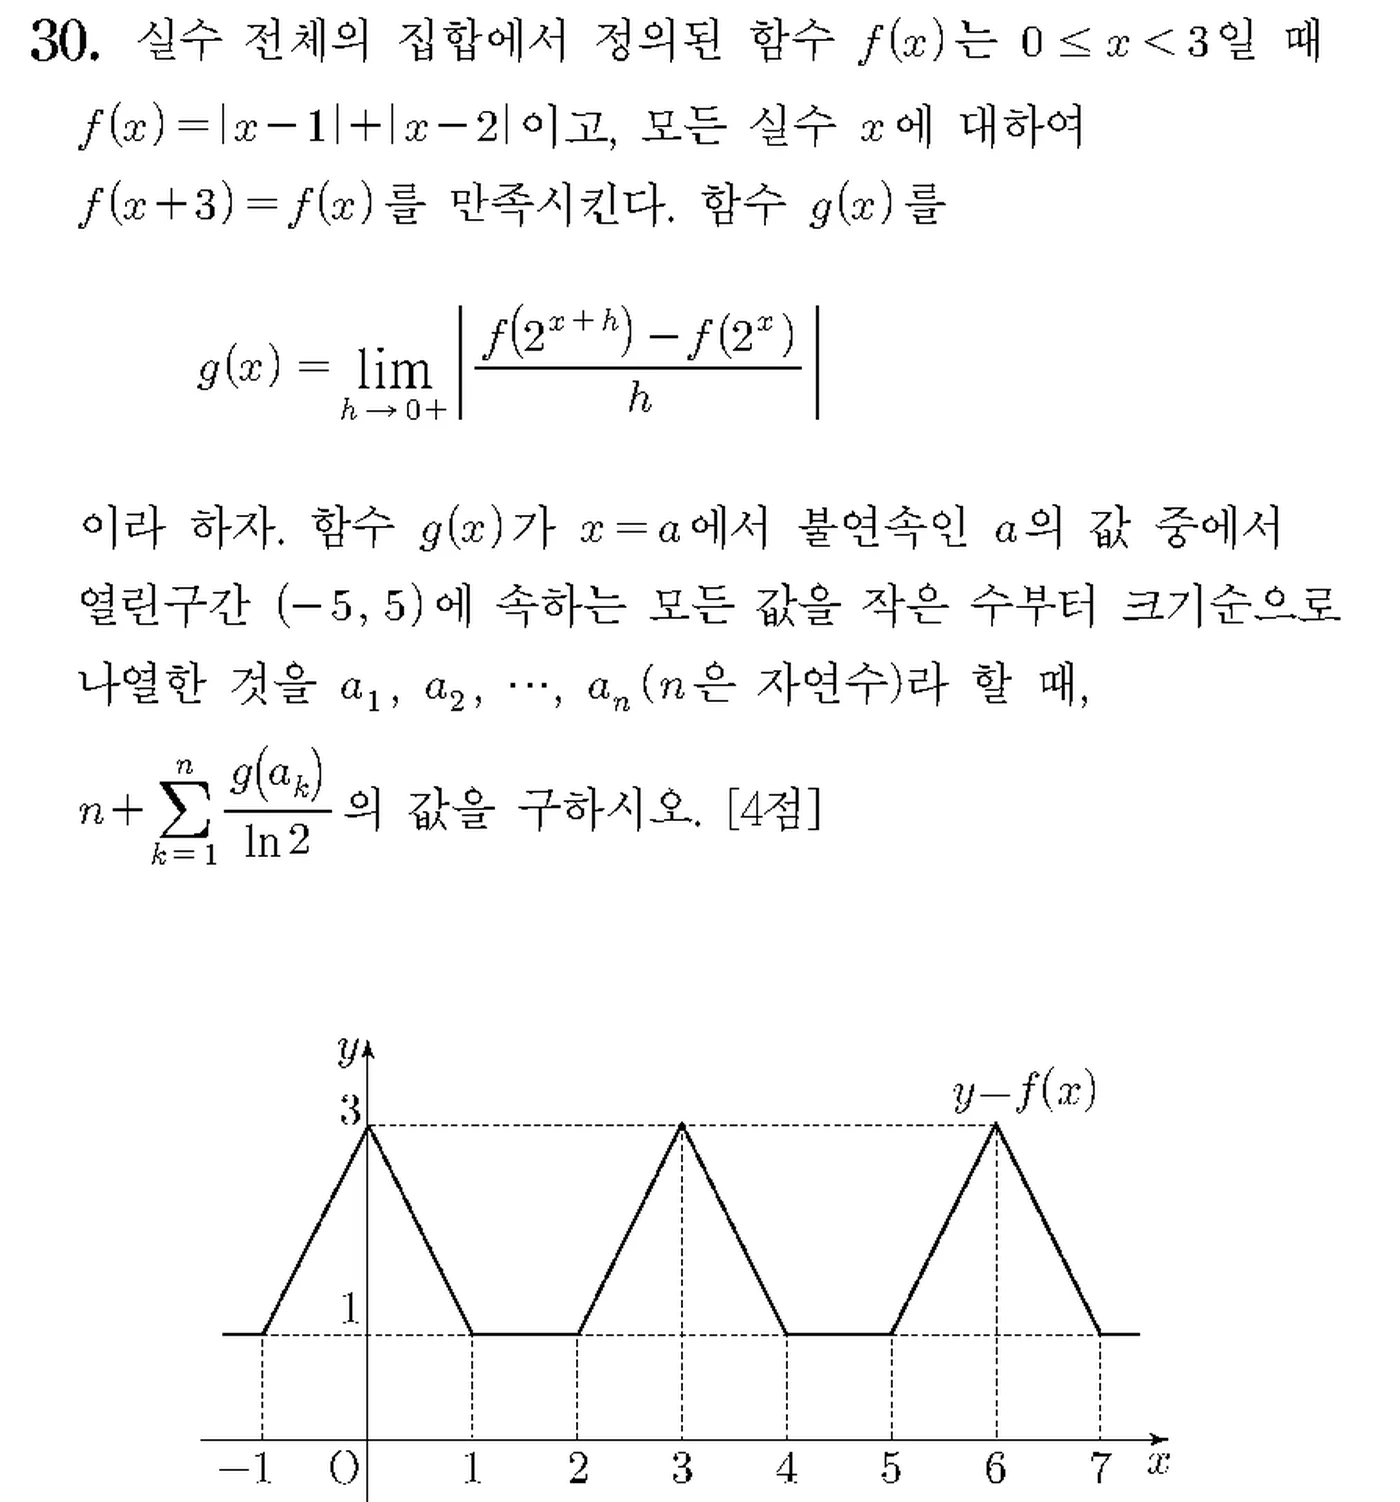 30. 실수 전체의 집합에서 정의된 함수 f(x)는 0 ≤ x < 3일 때
f(x)=|x-1|+|x-2|이고, 모든 실수 x에 대하여
f(x+3)=f(x)를 만족시킨다. 함수 g(x)를
g(x) = lim_{h→0+} |(f(2^{x+h}) - f(2^x))/h|
이라 하자. 함수 g(x)가 x=a에서 불연속인 a의 값 중에서
열린구간 (-5, 5)에 속하는 모든 값을 작은 수부터 크기순으로
나열한 것을 a₁, a₂, ⋯, aₙ(n은 자연수)라 할 때,
n+∑_{k=1}^{n} g(a_k)/ln2 의 값을 구하시오. [4점]
y
y-f(x)
3
1
-1 O 1 2 3 4 5 6 7 x